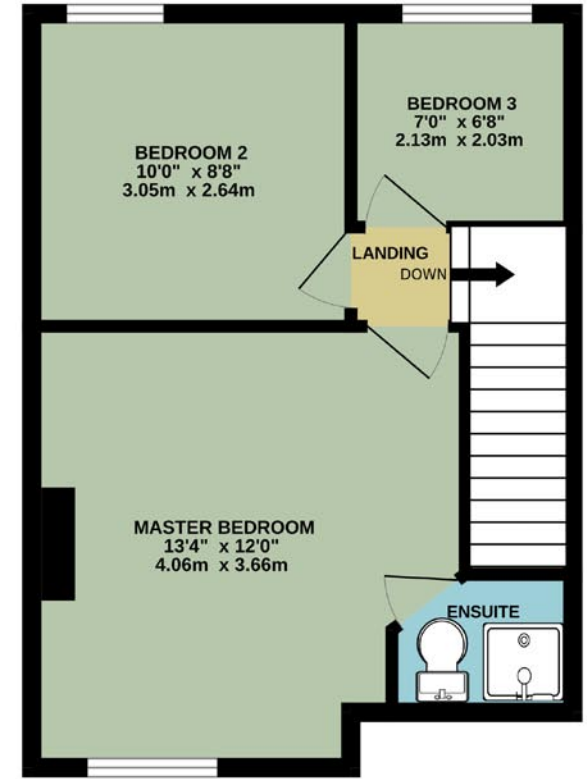 BEDROOM 3
7'0" x 6'8"
2.13m x 2.03m
BEDROOM 2
10'0" x 8'8"
3.05m x 2.64m
LANDING
DOWN
MASTER BEDROOM
13'4" x 12'0"
4.06m x 3.66m
ENSUITE